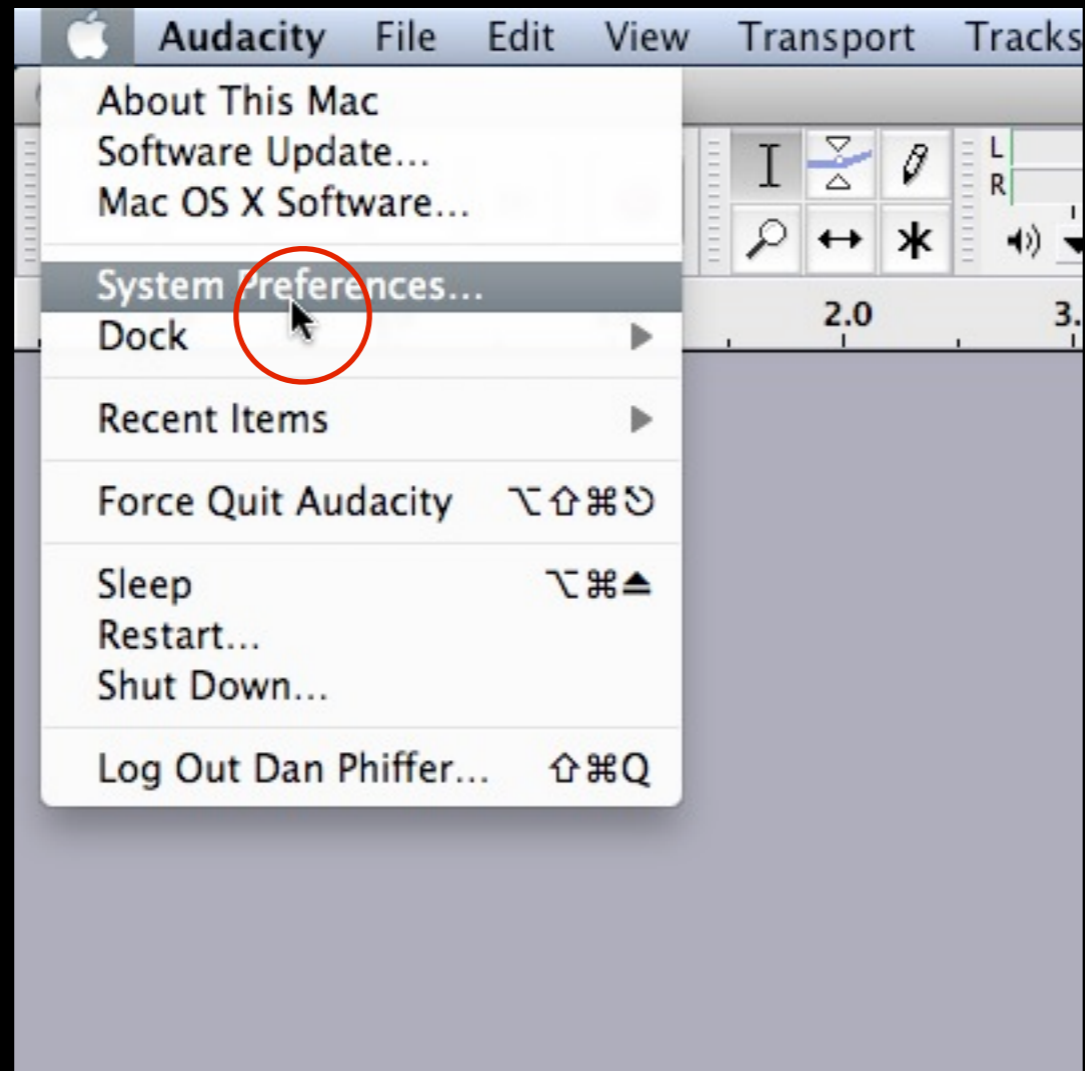 Audacity File Edit View Transport Tracks
About This Mac
Software Update...
Mac OS X Software...
L
R
System Preferences...
2.0 3.
Dock
Recent Items
Force Quit Audacity ⌥⇧⌘⎋
Sleep ⌥⌘⏏
Restart...
Shut Down...
Log Out Dan Phiffer... ⇧⌘Q